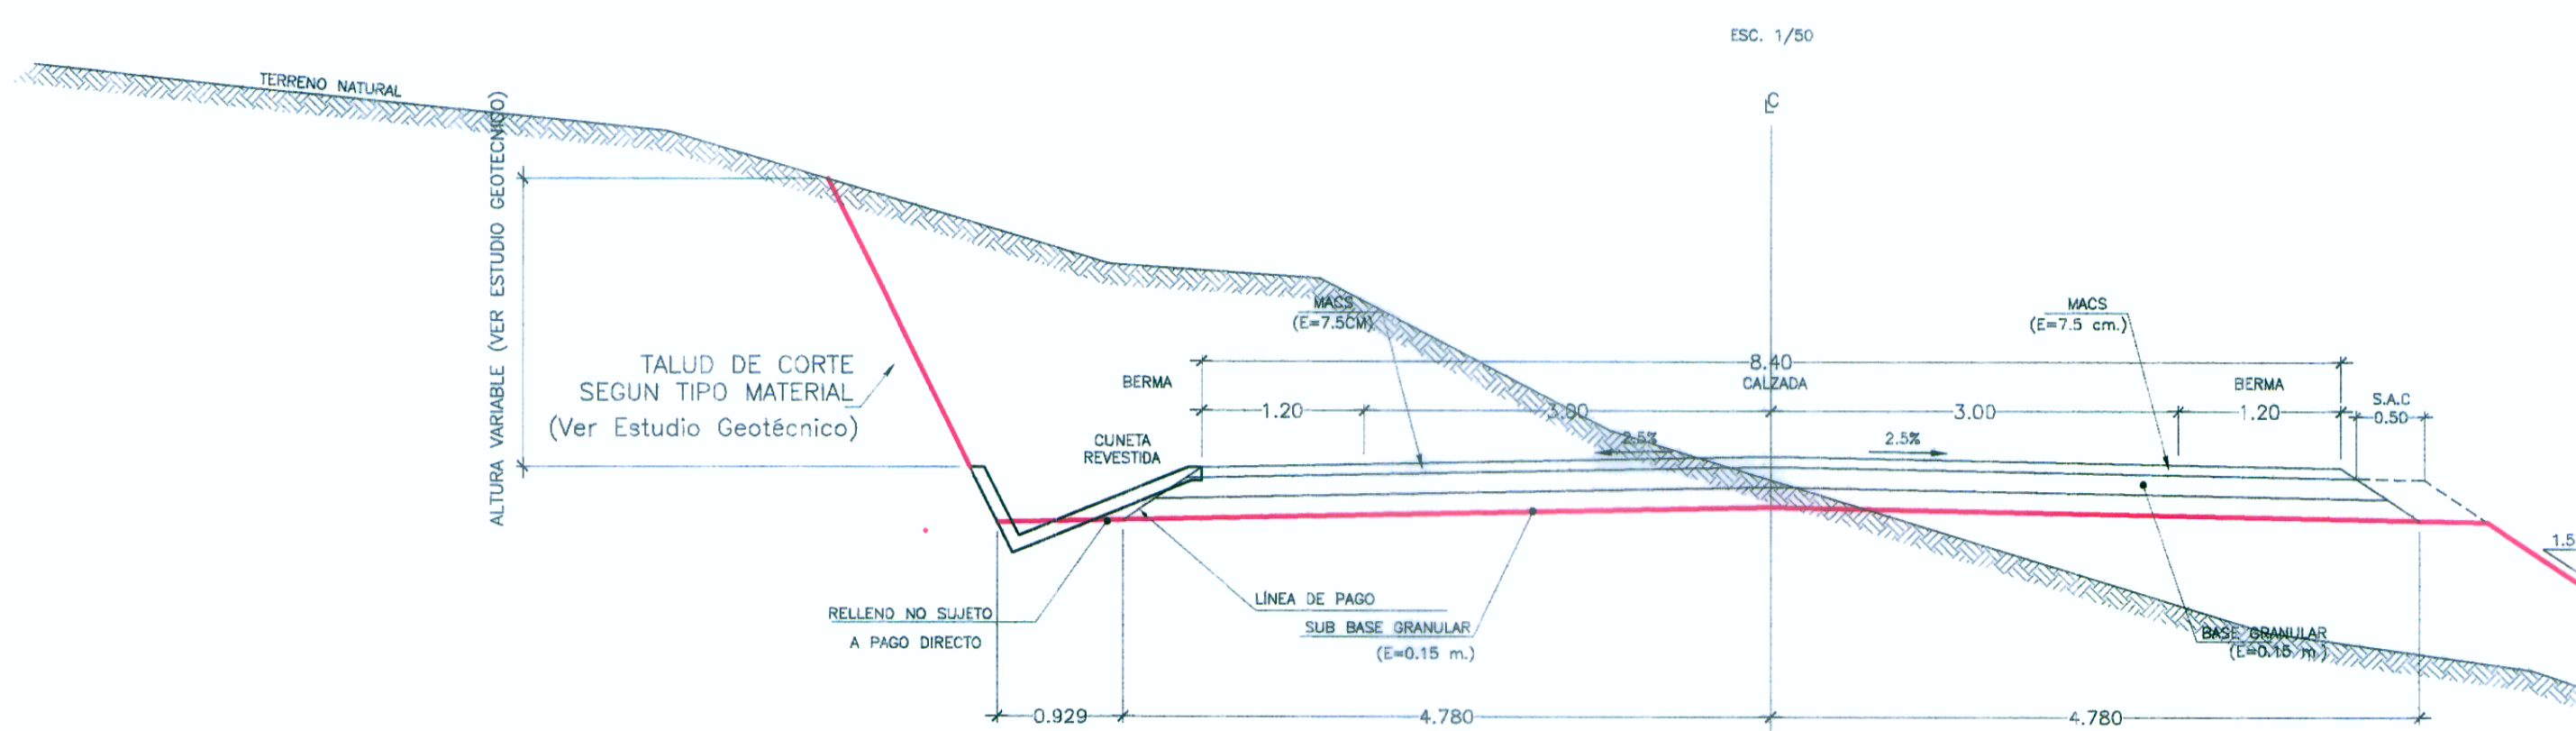 ESC. 1/50
TERRENO NATURAL
ALTURA VARIABLE (VER ESTUDIO GEOTECNICO)
MACS
(E=7.5CM)
MACS
(E=7.5 cm.)
TALUD DE CORTE
SEGUN TIPO MATERIAL
(Ver Estudio Geotécnico)
8.40
CALZADA
BERMA
BERMA
S.A.C
0.50
1.20
3.00
3.00
1.20
CUNETA
REVESTIDA
2.5%
2.5%
1.5
RELLENO NO SUJETO
A PAGO DIRECTO
LÍNEA DE PAGO
SUB BASE GRANULAR
(E=0.15 m.)
BASE GRANULAR
(E=0.15 m.)
0.929
4.780
4.780